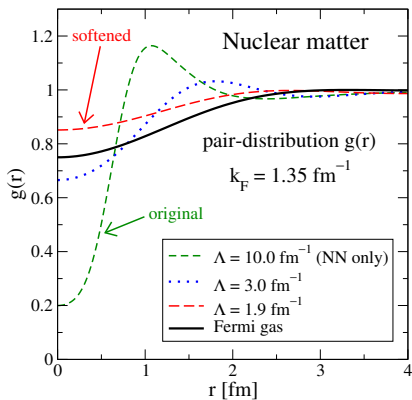 softened
Nuclear matter
pair-distribution g(r)
k_F = 1.35 fm⁻¹
original
Λ = 10.0 fm⁻¹ (NN only)
Λ = 3.0 fm⁻¹
Λ = 1.9 fm⁻¹
Fermi gas
g(r)
1.2
1
0.8
0.6
0.4
0.2
0
0 1 2 3 4
r [fm]